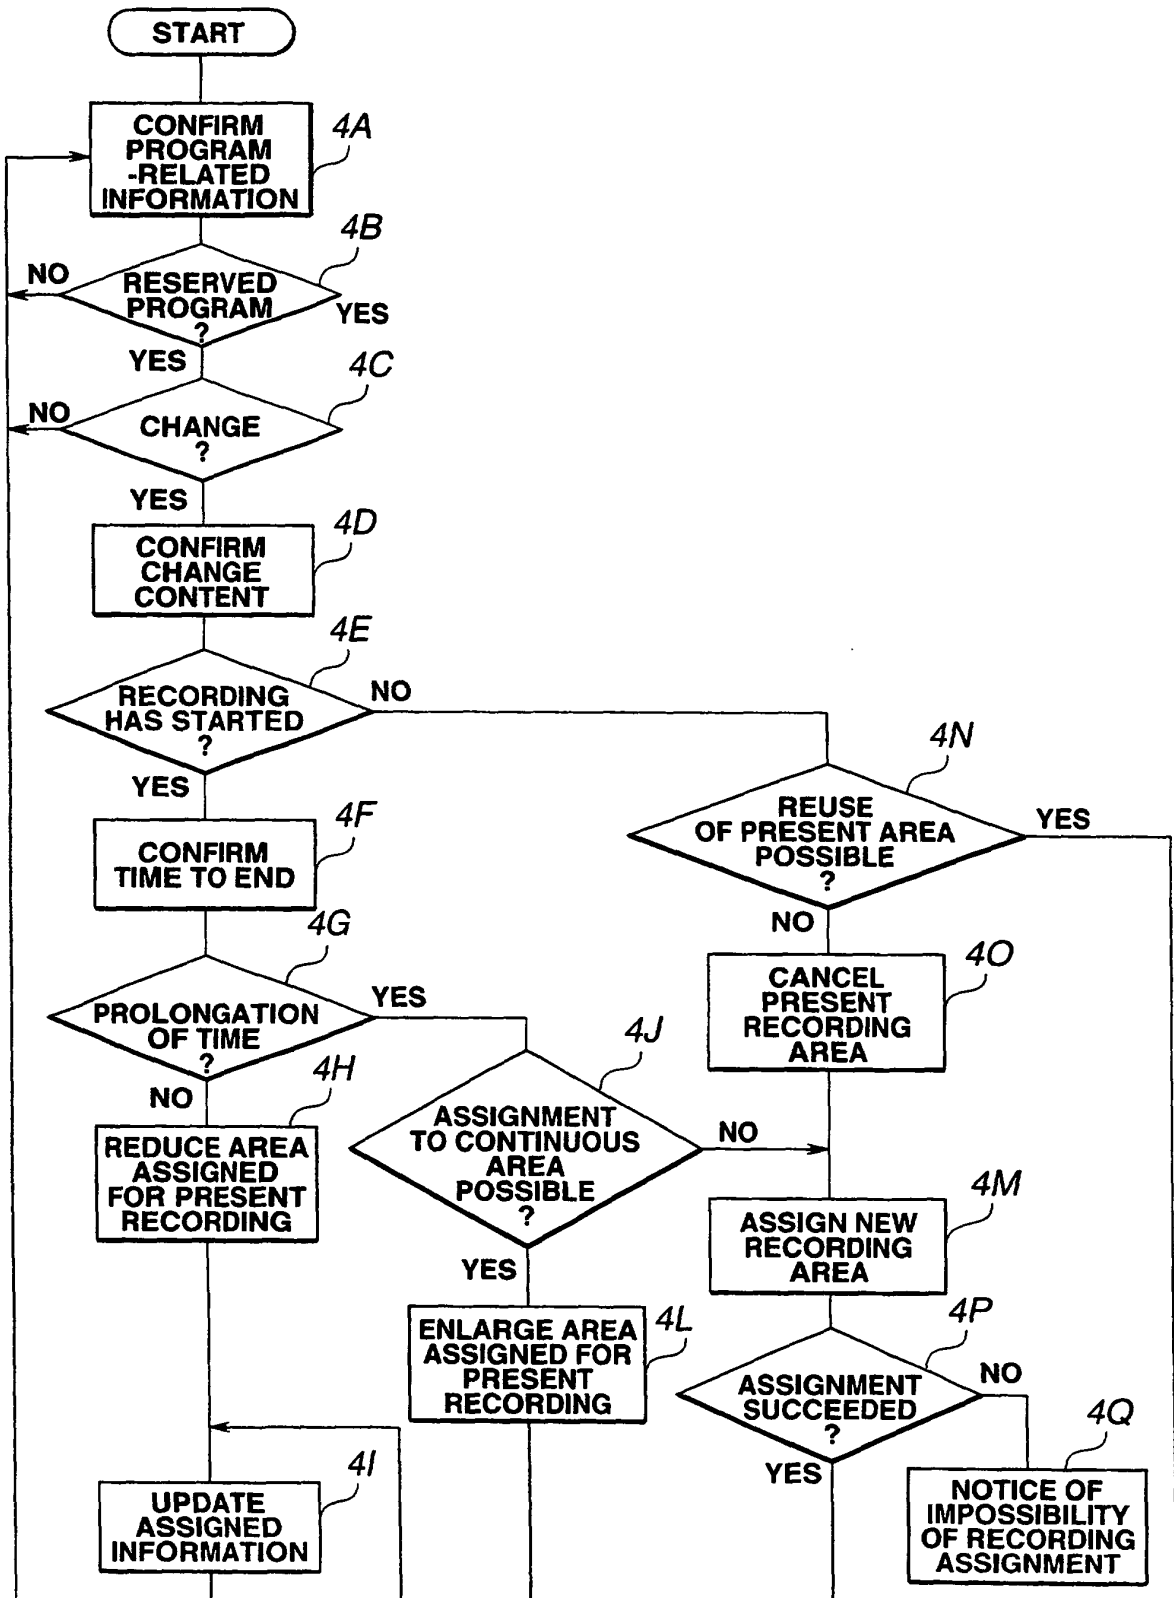 START
CONFIRM
PROGRAM
-RELATED
INFORMATION
4A
4B
NO
RESERVED
PROGRAM
?
YES
YES
4C
NO
CHANGE
?
YES
4D
CONFIRM
CHANGE
CONTENT
4E
RECORDING
HAS STARTED
?
NO
YES
4N
REUSE
OF PRESENT AREA
POSSIBLE
?
YES
NO
4F
CONFIRM
TIME TO END
4G
PROLONGATION
OF TIME
?
YES
NO
4O
CANCEL
PRESENT
RECORDING
AREA
4J
ASSIGNMENT
TO CONTINUOUS
AREA
POSSIBLE
?
NO
YES
4H
REDUCE AREA
ASSIGNED
FOR PRESENT
RECORDING
4M
ASSIGN NEW
RECORDING
AREA
4L
ENLARGE AREA
ASSIGNED FOR
PRESENT
RECORDING
4P
ASSIGNMENT
SUCCEEDED
?
NO
YES
4I
UPDATE
ASSIGNED
INFORMATION
4Q
NOTICE OF
IMPOSSIBILITY
OF RECORDING
ASSIGNMENT